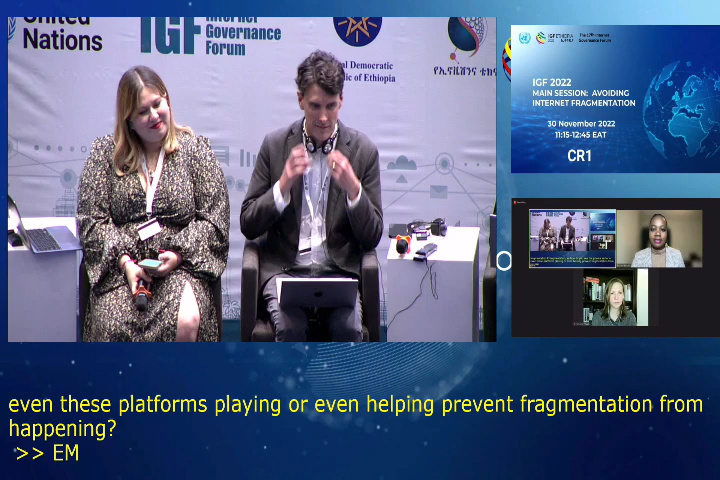 United
Nations
IGF
Internet
Governance
Forum
al Democratic
lic of Ethiopia
IGF 2022
MAIN SESSION: AVOIDING
INTERNET FRAGMENTATION
30 November 2022
11:15-12:45 EAT
CR1
even these platforms playing or even helping prevent fragmentation from
happening?
>> EM